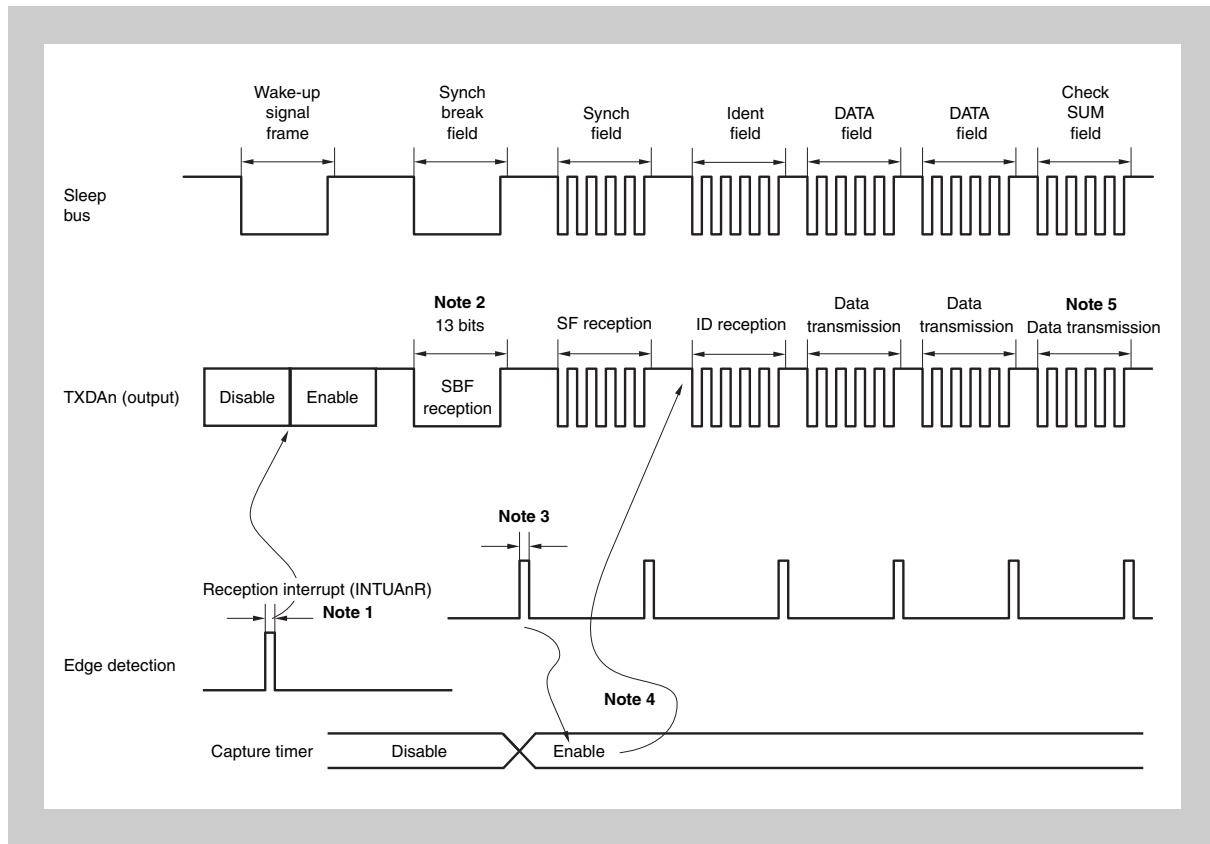 Wake-up
signal
frame
Synch
break
field
Synch
field
Ident
field
DATA
field
DATA
field
Check
SUM
field
Sleep
bus
Note 2
13 bits
SF reception
ID reception
Data
transmission
Data
transmission
Note 5
Data transmission
TXDAn (output)
Disable
Enable
SBF
reception
Note 3
Reception interrupt (INTUAnR)
Note 1
Edge detection
Note 4
Capture timer
Disable
Enable